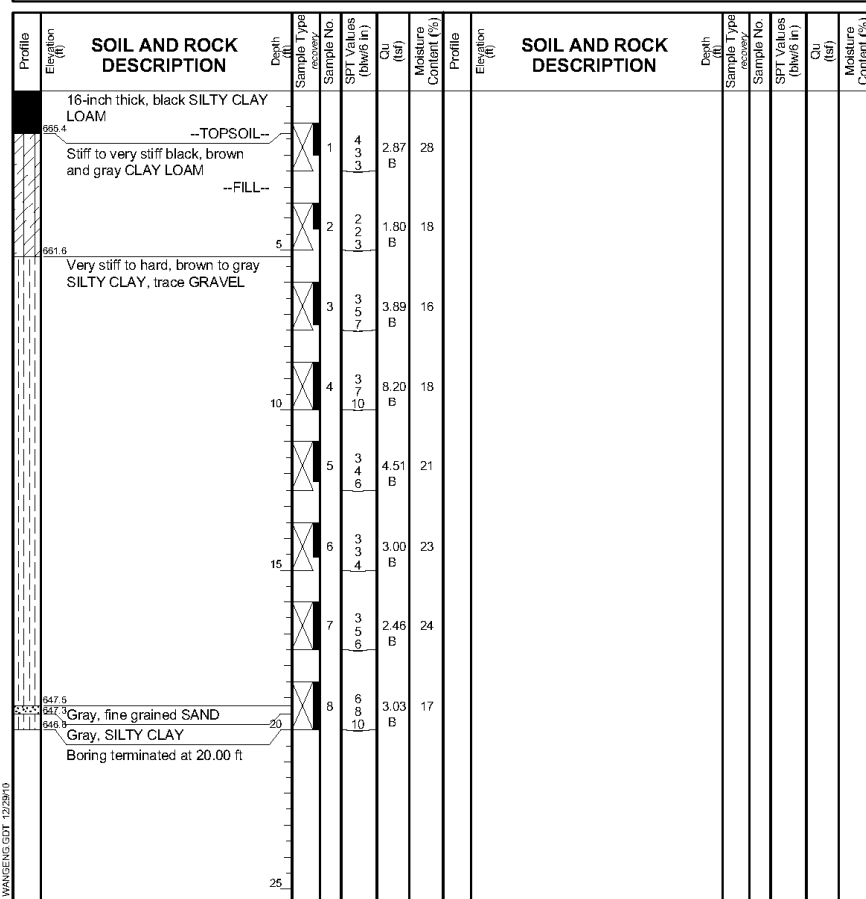 Profile
Elevation
(ft)
SOIL AND ROCK
DESCRIPTION
Depth
(ft)
Sample Type
recovery
Sample No.
SPT Values
(blw/6 in)
Qu
(tsf)
Moisture
Content (%)
Profile
Elevation
(ft)
SOIL AND ROCK
DESCRIPTION
Depth
(ft)
Sample Type
recovery
Sample No.
SPT Values
(blw/6 in)
Qu
(tsf)
Moisture
Content (%)
16-inch thick, black SILTY CLAY
LOAM
665.4
--TOPSOIL--
Stiff to very stiff black, brown
and gray CLAY LOAM
--FILL--
1
4
3
3
2.87
B
28
2
2
2
3
1.80
B
18
5
661.6
Very stiff to hard, brown to gray
SILTY CLAY, trace GRAVEL
3
3
5
7
3.89
B
16
4
3
7
10
8.20
B
18
10
5
3
4
6
4.51
B
21
6
3
3
4
3.00
B
23
15
7
3
5
6
2.46
B
24
8
6
8
10
3.03
B
17
647.5
647.3
Gray, fine grained SAND
646.8
20
Gray, SILTY CLAY
Boring terminated at 20.00 ft
25
WANGENG.GDT 12/29/10